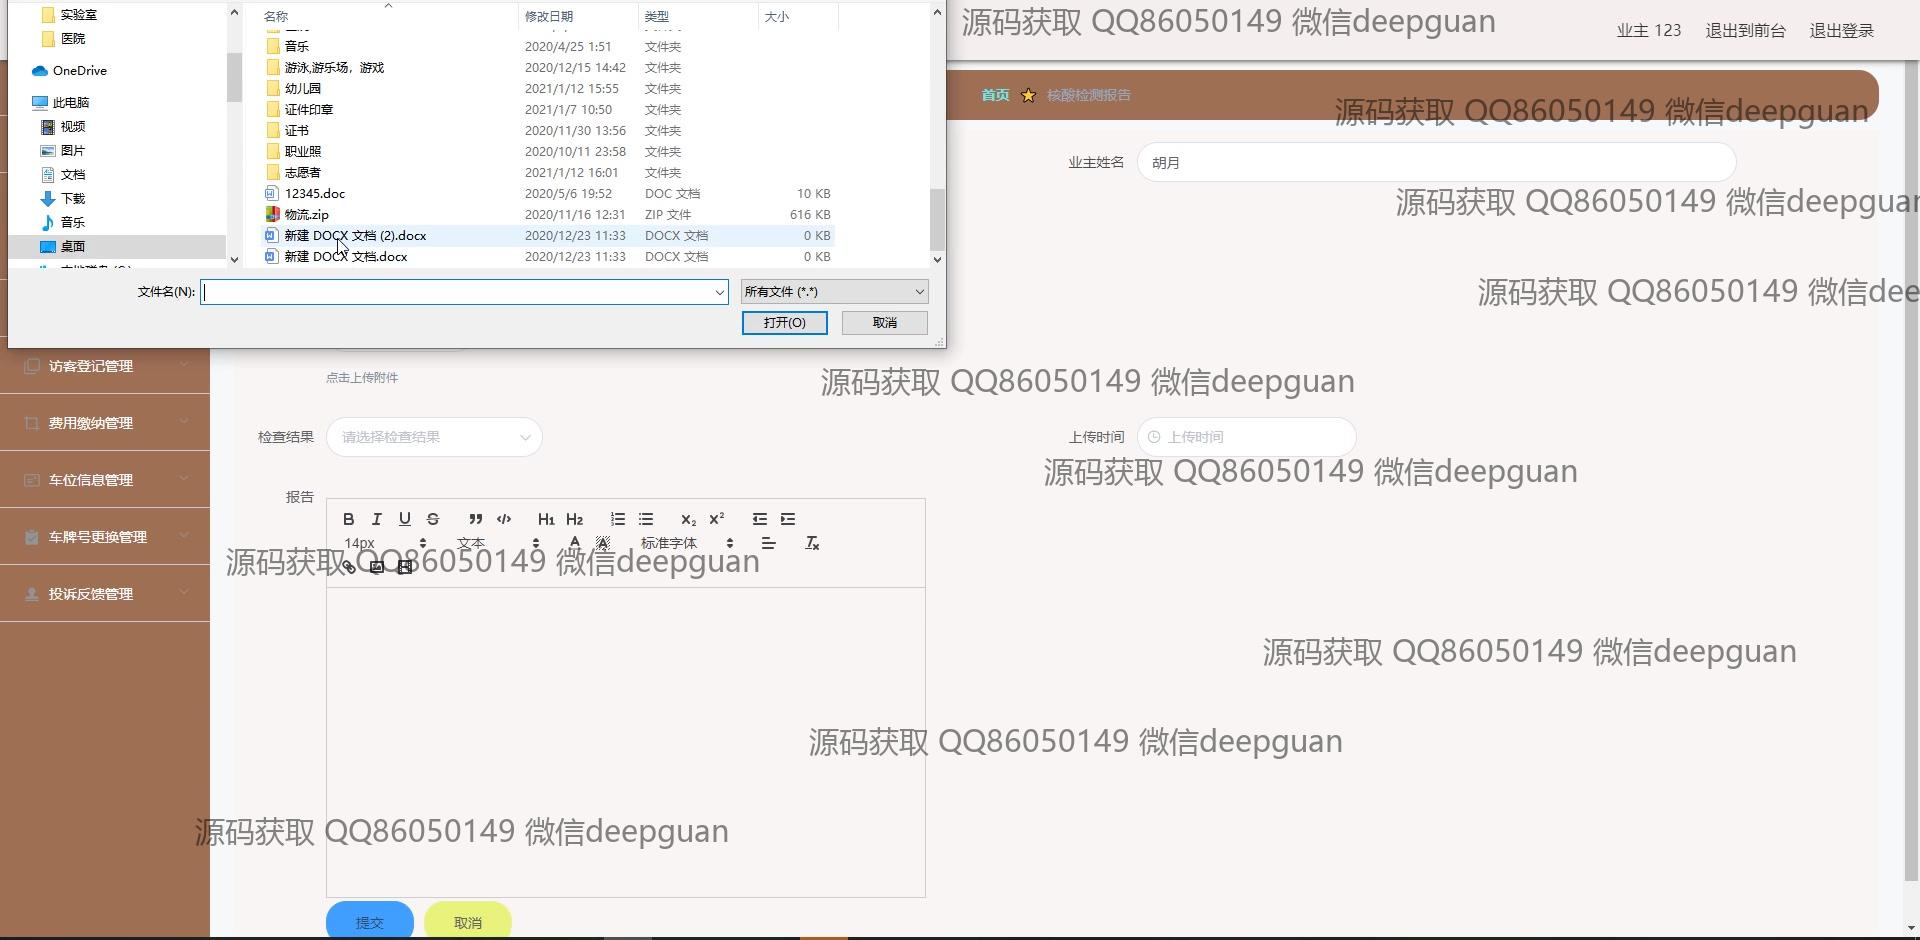 实验室
医院
OneDrive
此电脑
视频
图片
文档
下载
音乐
桌面
名称 修改日期 类型 大小
音乐 2020/4/25 1:51 文件夹
游泳,游乐场，游戏 2020/12/15 14:42 文件夹
幼儿园 2021/1/12 15:55 文件夹
证件印章 2021/1/7 10:50 文件夹
证书 2020/11/30 13:56 文件夹
职业照 2020/10/11 23:58 文件夹
志愿者 2021/1/12 16:01 文件夹
12345.doc 2020/5/6 19:52 DOC 文档 10 KB
物流.zip 2020/11/16 12:31 ZIP 文件 616 KB
新建 DOCX 文档 (2).docx 2020/12/23 11:33 DOCX 文档 0 KB
新建 DOCX 文档.docx 2020/12/23 11:33 DOCX 文档 0 KB
文件名(N): 所有文件 (*.*)
打开(O) 取消
源码获取 QQ86050149 微信deepguan
业主 123 退出到前台 退出登录
首页 核酸检测报告
源码获取 QQ86050149 微信deepguan
业主姓名 胡月
源码获取 QQ86050149 微信deepguan
源码获取 QQ86050149 微信dee
访客登记管理
点击上传附件
源码获取 QQ86050149 微信deepguan
费用缴纳管理
检查结果 请选择检查结果 上传时间 上传时间
源码获取 QQ86050149 微信deepguan
车位信息管理
报告
B I U S H1 H2 x2 x2
车牌号更换管理
14px 文本 A A 标准字体 Tx
源码获取 QQ86050149 微信deepguan
投诉反馈管理
源码获取 QQ86050149 微信deepguan
源码获取 QQ86050149 微信deepguan
源码获取 QQ86050149 微信deepguan
提交 取消